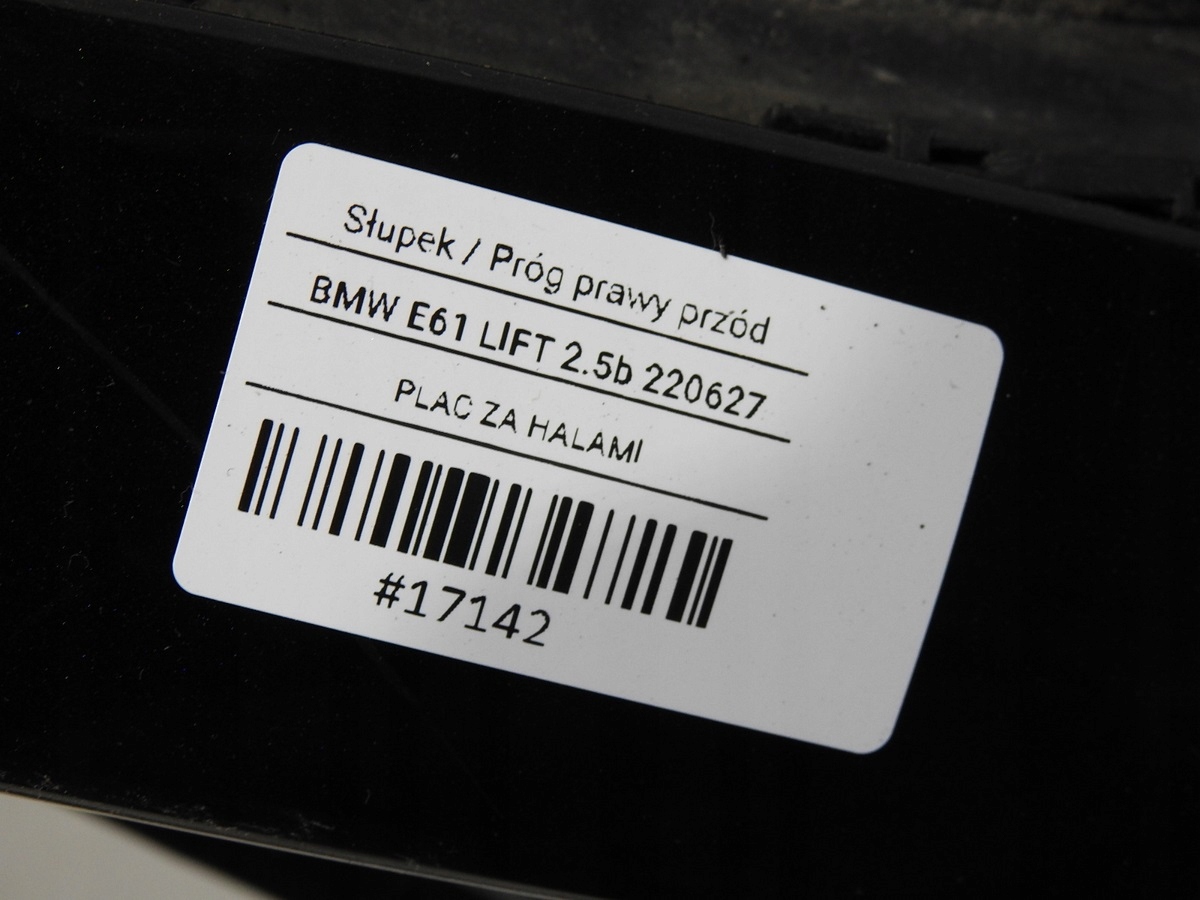 Słupek / Próg prawy przód
BMW E61 LIFT 2.5b 220627
PLAC ZA HALAMI
#17142